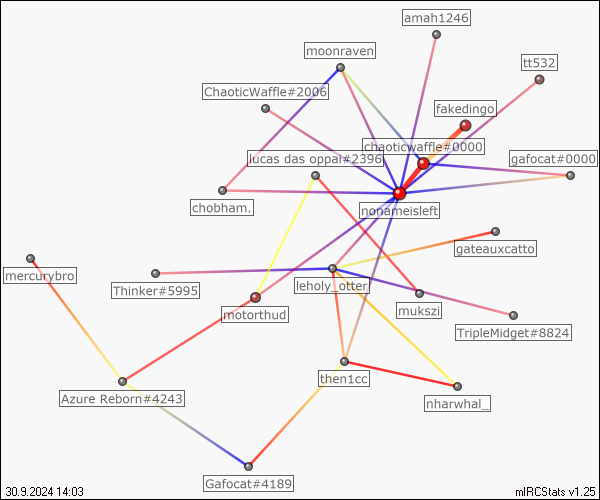 amah1246
moonraven
tt532
ChaoticWaffle#2006
fakedingo
chaoticwaffle#0000
lucas das oppai#2396
gafocat#0000
chobham.
nonameisleft
gateauxcatto
mercurybro
Thinker#5995
leholy_otter
mukszi
motorthud
TripleMidget#8824
then1cc
Azure Reborn#4243
nharwhal_
Gafocat#4189
30.9.2024 14:03
mIRCStats v1.25